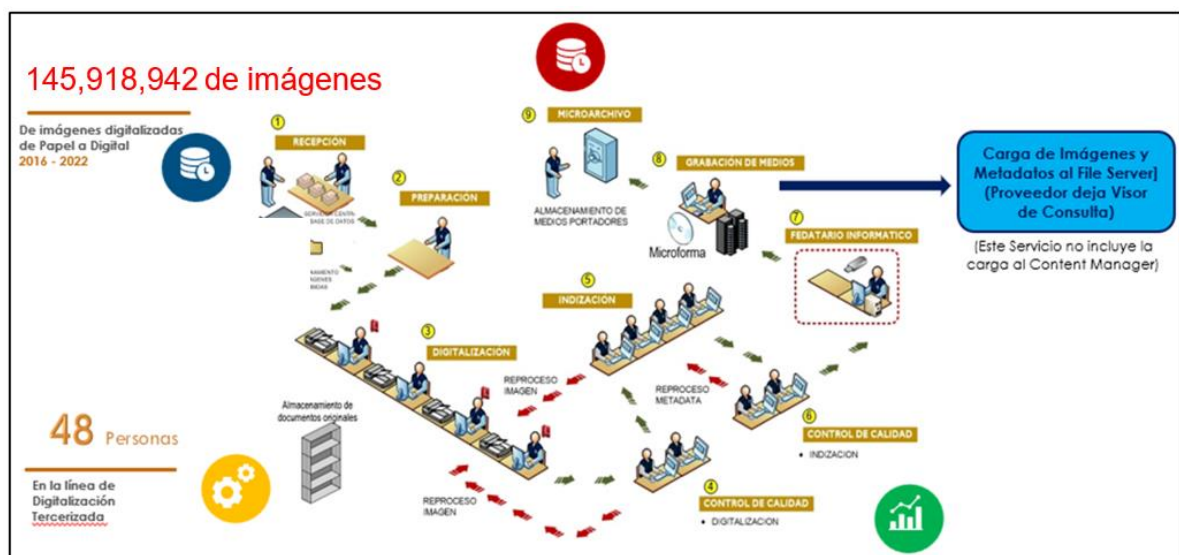 145,918,942 de imágenes
De imágenes digitalizadas
de Papel a Digital
2016 - 2022
1
RECEPCIÓN
BASE DE DATOS
2
PREPARACIÓN
9
MICROARCHIVO
ALMACENAMIENTO DE
MEDIOS PORTADORES
8
GRABACIÓN DE MEDIOS
Microforma
Carga de Imágenes y
Metadatos al File Server]
(Proveedor deja Visor
de Consulta)
(Este Servicio no incluye la
carga al Content Manager)
7
FEDATARIO INFORMATICO
5
INDIZACIÓN
3
DIGITALIZACIÓN
REPROCESO
IMAGEN
REPROCESO
METADATA
Almacenamiento de
documentos originales
6
CONTROL DE CALIDAD
• INDIZACION
4
CONTROL DE CALIDAD
• DIGITALIZACION
REPROCESO
IMAGEN
48 Personas
En la línea de
Digitalización
Tercerizada